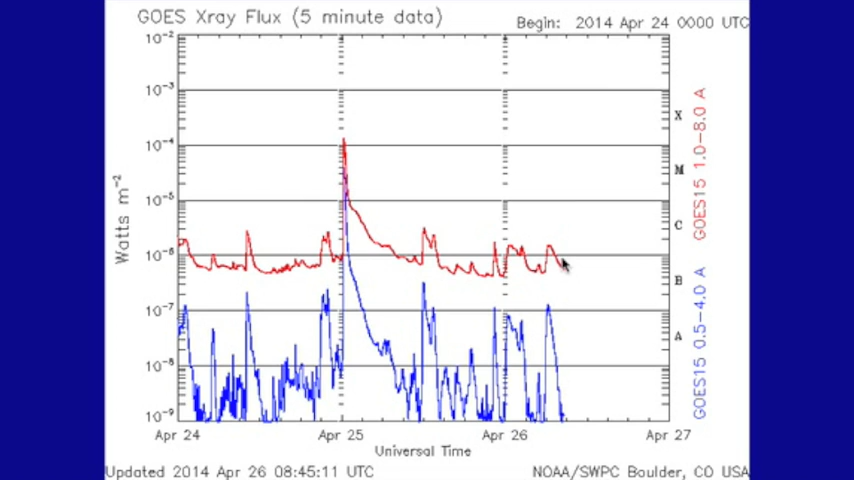 GOES Xray Flux (5 minute data)
Begin: 2014 Apr 24 0000 UTC
10⁻²
10⁻³
10⁻⁴
10⁻⁵
10⁻⁶
10⁻⁷
10⁻⁸
10⁻⁹
Watts m⁻²
X
M
C
B
A
GOES15 1.0-8.0 A
GOES15 0.5-4.0 A
Apr 24
Apr 25
Apr 26
Apr 27
Universal Time
Updated 2014 Apr 26 08:45:11 UTC
NOAA/SWPC Boulder, CO USA